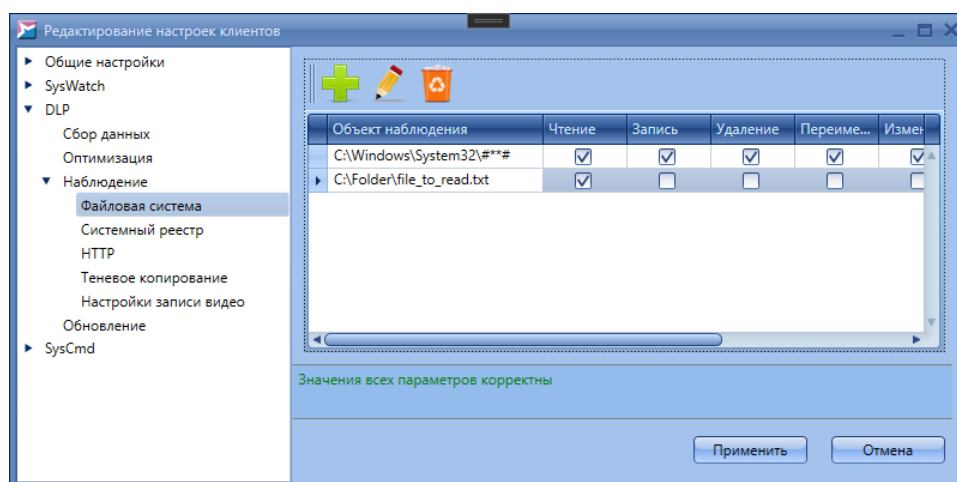 Редактирование настроек клиентов
Общие настройки
SysWatch
DLP
Сбор данных
Оптимизация
Наблюдение
Файловая система
Системный реестр
HTTP
Теневое копирование
Настройки записи видео
Обновление
SysCmd
Объект наблюдения Чтение Запись Удаление Переиме... Измен
C:\Windows\System32\#**#
C:\Folder\file_to_read.txt
Значения всех параметров корректны
Применить Отмена